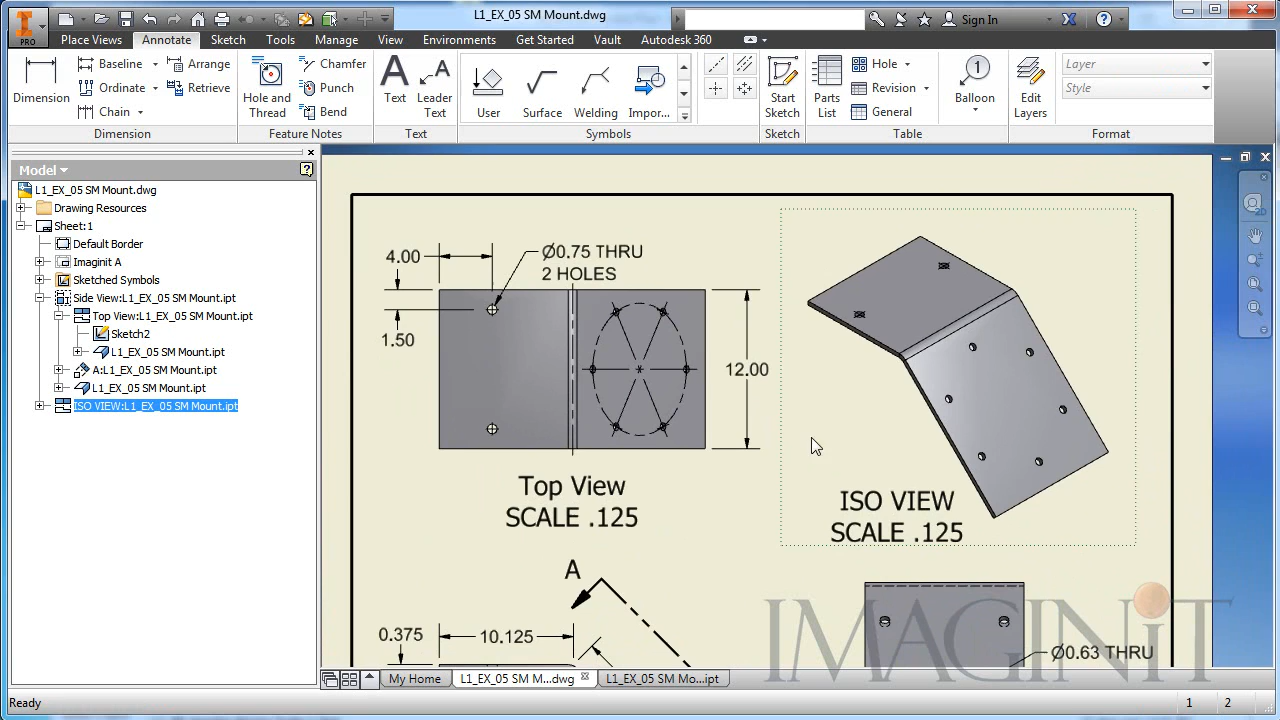 L1_EX_05 SM Mount.dwg
Sign In
PRO
Place Views
Annotate
Sketch
Tools
Manage
View
Environments
Get Started
Vault
Autodesk 360
Dimension
Baseline
Ordinate
Chain
Arrange
Retrieve
Dimension
Hole and
Thread
Chamfer
Punch
Bend
Feature Notes
Text
Leader
Text
Text
User
Surface
Welding
Impor...
Symbols
Start
Sketch
Sketch
Parts
List
Hole
Revision
General
Table
1
Balloon
Edit
Layers
Layer
Style
Format
Model
L1_EX_05 SM Mount.dwg
Drawing Resources
Sheet:1
Default Border
Imaginit A
Sketched Symbols
Side View:L1_EX_05 SM Mount.ipt
Top View:L1_EX_05 SM Mount.ipt
Sketch2
L1_EX_05 SM Mount.ipt
A:L1_EX_05 SM Mount.ipt
L1_EX_05 SM Mount.ipt
ISO VIEW:L1_EX_05 SM Mount.ipt
4.00
Ø0.75 THRU
2 HOLES
1.50
12.00
Top View
SCALE .125
ISO VIEW
SCALE .125
A
0.375
10.125
Ø0.63 THRU
IMAGINiT
2D
My Home
L1_EX_05 SM M...dwg
L1_EX_05 SM Mo...ipt
Ready
1
2